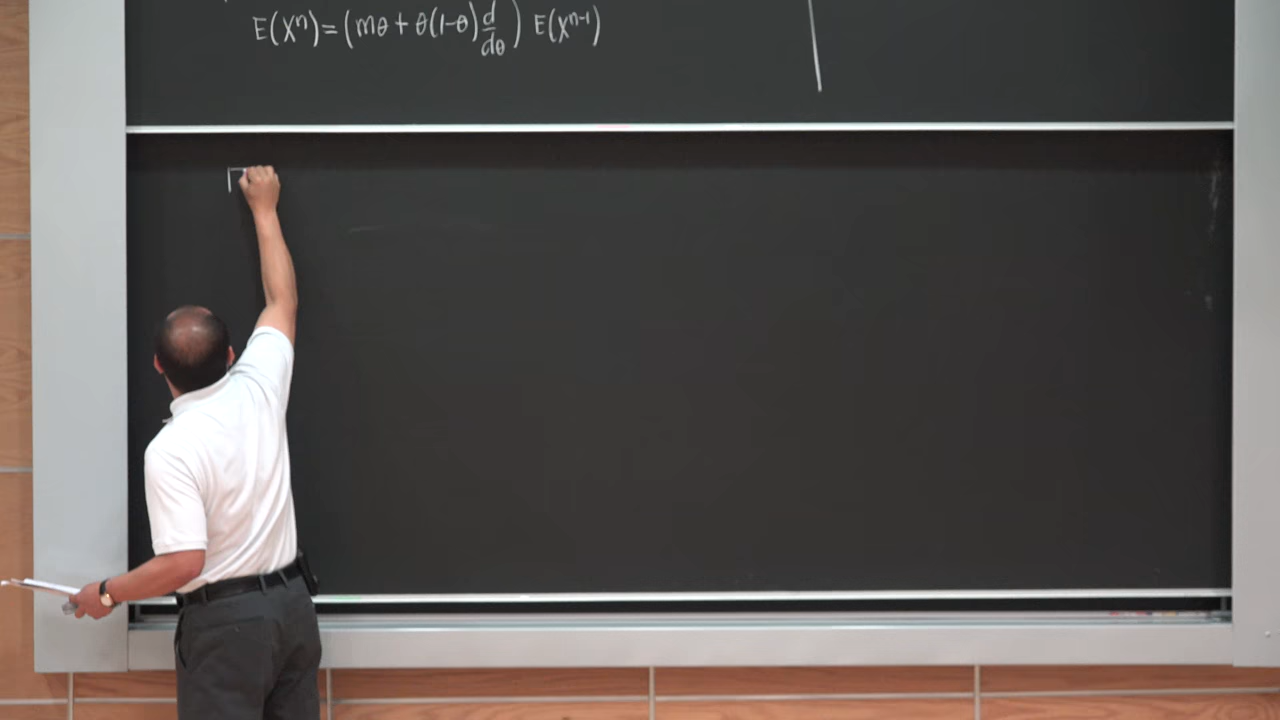 E(X^n) = (mθ + θ(1-θ) d/dθ) E(X^{n-1})